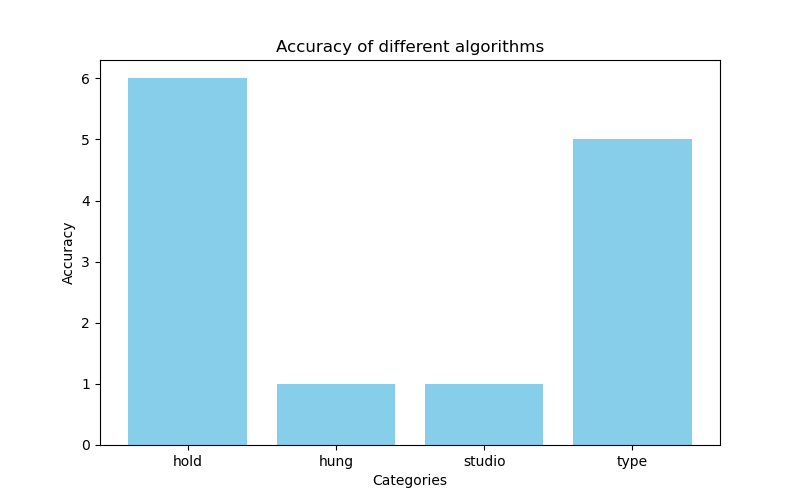 Accuracy of different algorithms
6
5
4
3
2
1
0
Accuracy
hold hung studio type
Categories